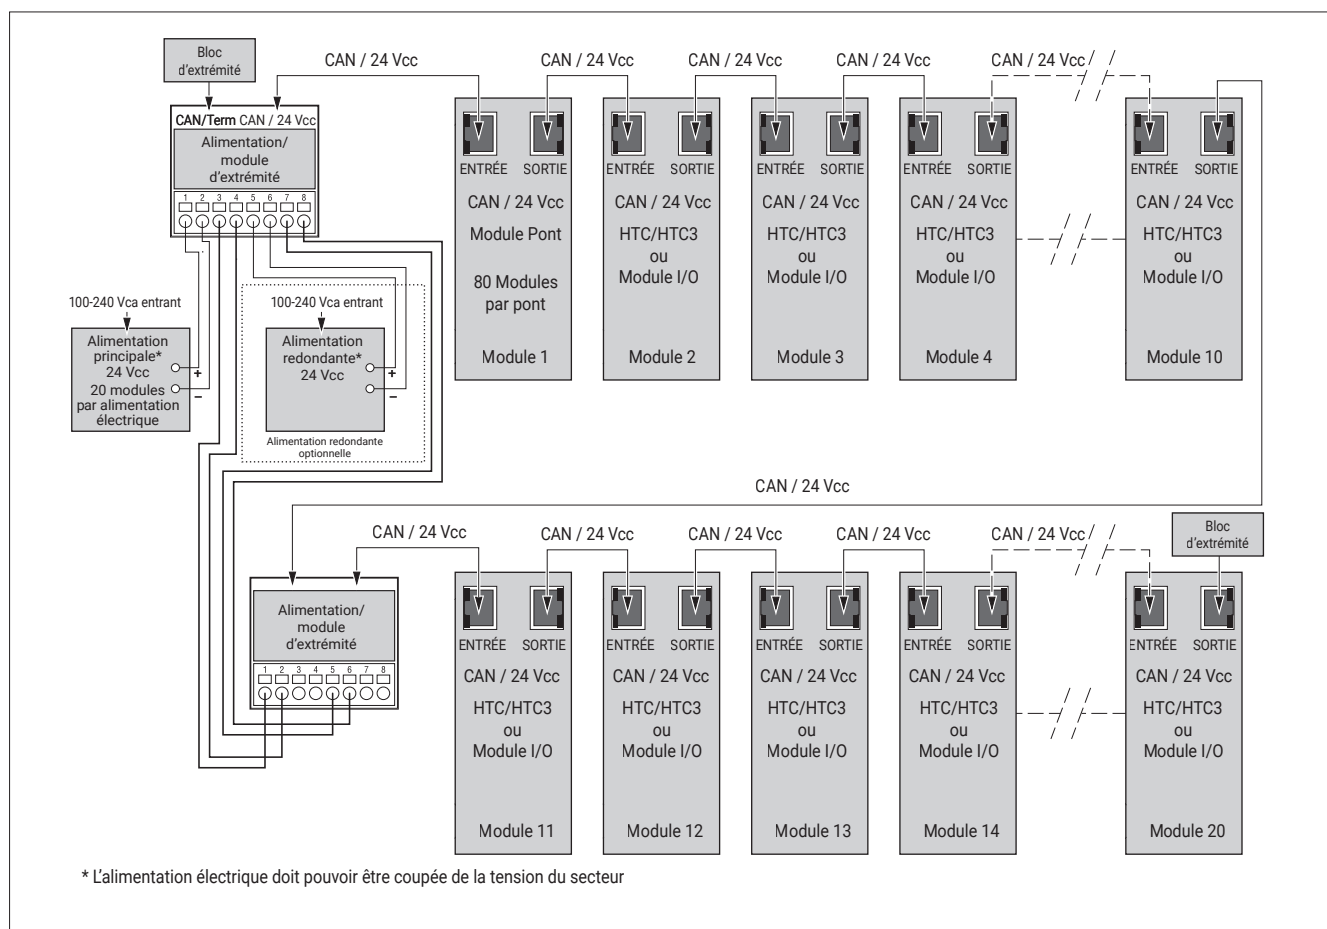 Bloc
d'extrémité
CAN / 24 Vcc
CAN / 24 Vcc
CAN / 24 Vcc
CAN / 24 Vcc
CAN / 24 Vcc
CAN/Term CAN / 24 Vcc
Alimentation/
module
d'extrémité
1 2 3 4 5 6 7 8
100-240 Vca entrant
Alimentation
principale*
24 Vcc
20 modules
par alimentation
électrique
+
–
100-240 Vca entrant
Alimentation
redondante*
24 Vcc
+
–
Alimentation redondante
optionnelle
ENTRÉE SORTIE
CAN / 24 Vcc
Module Pont
80 Modules
par pont
Module 1
ENTRÉE SORTIE
CAN / 24 Vcc
HTC/HTC3
ou
Module I/O
Module 2
ENTRÉE SORTIE
CAN / 24 Vcc
HTC/HTC3
ou
Module I/O
Module 3
ENTRÉE SORTIE
CAN / 24 Vcc
HTC/HTC3
ou
Module I/O
Module 4
ENTRÉE SORTIE
CAN / 24 Vcc
HTC/HTC3
ou
Module I/O
Module 10
CAN / 24 Vcc
CAN / 24 Vcc
CAN / 24 Vcc
CAN / 24 Vcc
CAN / 24 Vcc
CAN / 24 Vcc
Bloc
d'extrémité
Alimentation/
module
d'extrémité
1 2 3 4 5 6 7 8
ENTRÉE SORTIE
CAN / 24 Vcc
HTC/HTC3
ou
Module I/O
Module 11
ENTRÉE SORTIE
CAN / 24 Vcc
HTC/HTC3
ou
Module I/O
Module 12
ENTRÉE SORTIE
CAN / 24 Vcc
HTC/HTC3
ou
Module I/O
Module 13
ENTRÉE SORTIE
CAN / 24 Vcc
HTC/HTC3
ou
Module I/O
Module 14
ENTRÉE SORTIE
CAN / 24 Vcc
HTC/HTC3
ou
Module I/O
Module 20
* L'alimentation électrique doit pouvoir être coupée de la tension du secteur